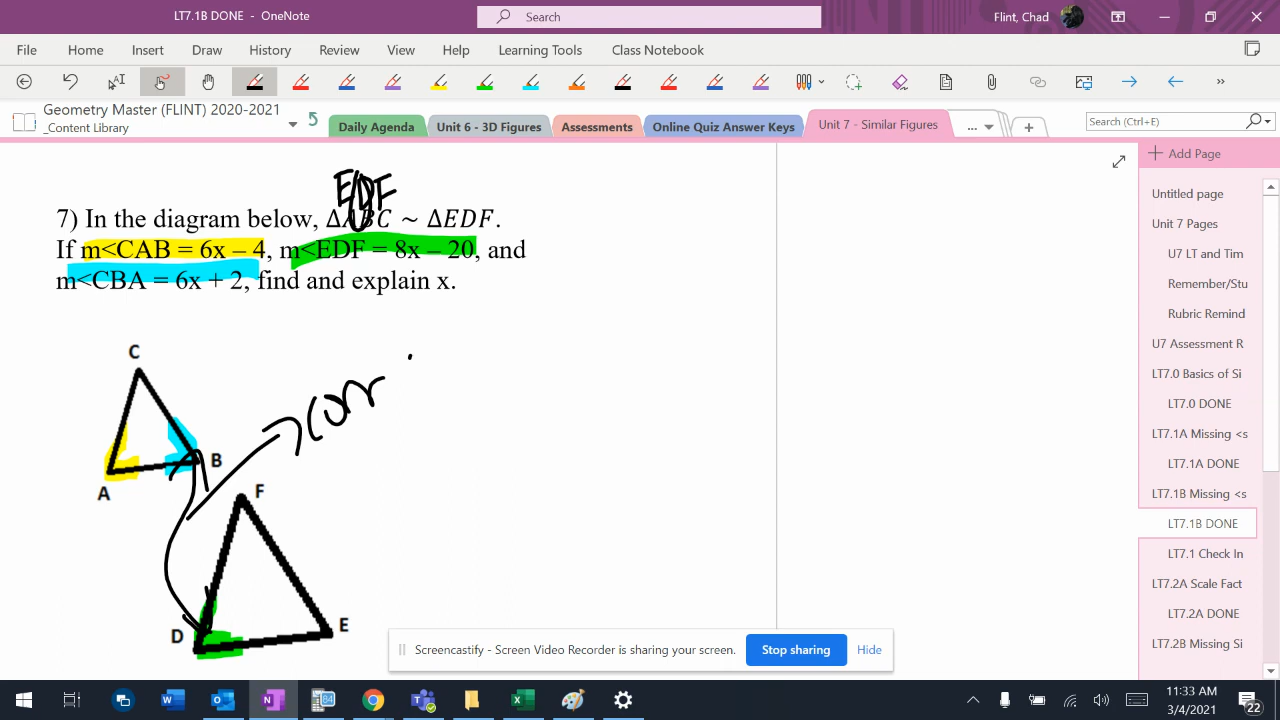 LT7.1B DONE - OneNote
Search
Flint, Chad
File Home Insert Draw History Review View Help Learning Tools Class Notebook
Geometry Master (FLINT) 2020-2021
_Content Library
Daily Agenda
Unit 6 - 3D Figures
Assessments
Online Quiz Answer Keys
Unit 7 - Similar Figures
...
Search (Ctrl+E)
Add Page
Untitled page
Unit 7 Pages
U7 LT and Tim
Remember/Stu
Rubric Remind
U7 Assessment R
LT7.0 Basics of Si
LT7.0 DONE
LT7.1A Missing <s
LT7.1A DONE
LT7.1B Missing <s
LT7.1B DONE
LT7.1 Check In
LT7.2A Scale Fact
LT7.2A DONE
LT7.2B Missing Si
EDF
7) In the diagram below, ΔABC ~ ΔEDF.
If m<CAB = 6x – 4, m<EDF = 8x – 20, and
m<CBA = 6x + 2, find and explain x.
C
A
B
corr
F
D
E
Screencastify - Screen Video Recorder is sharing your screen.
Stop sharing
Hide
84
11:33 AM
3/4/2021
22